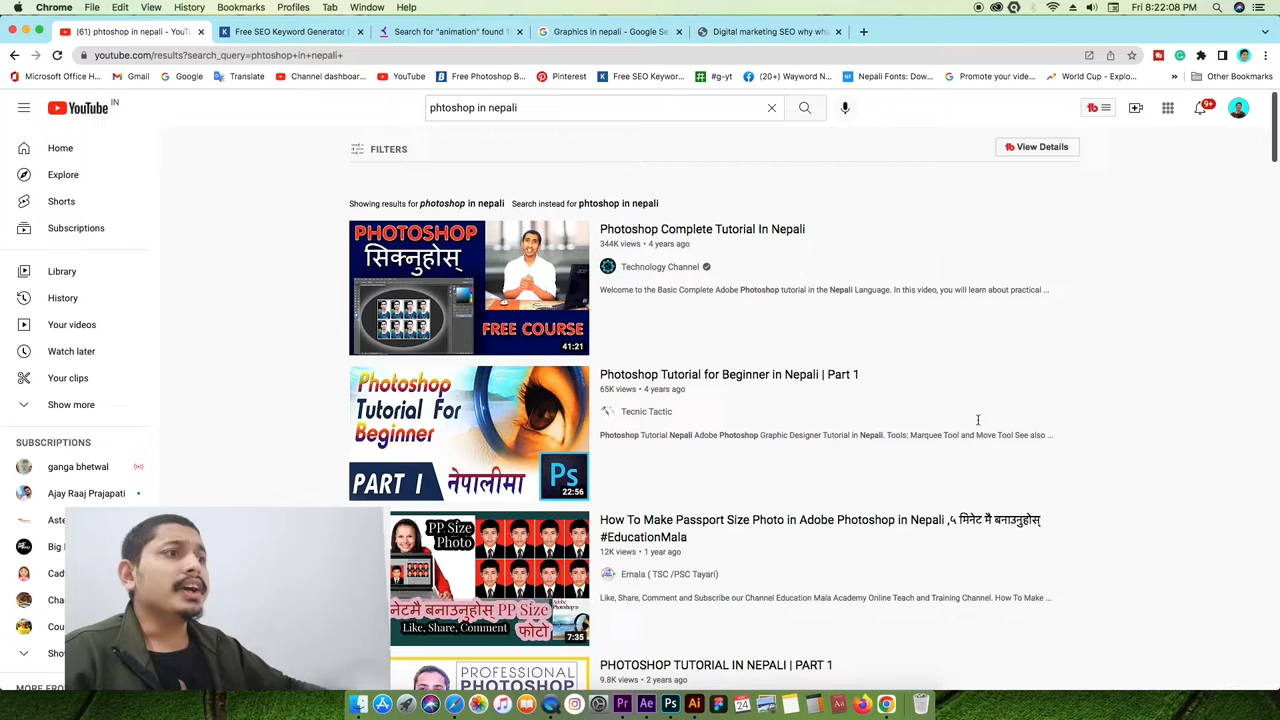 Chrome File Edit View History Bookmarks Profiles Tab Window Help Fri 8:22:08 PM
(61) phtoshop in nepali - YouT
Free SEO Keyword Generator
Search for "animation" found 1
Graphics in nepali - Google Se
Digital marketing SEO why wh
youtube.com/results?search_query=phtoshop+in+nepali+
Microsoft Office H... Gmail Google Translate Channel dashboar... YouTube Free Photoshop B... Pinterest Free SEO Keywor... #g-yt (20+) Wayword N... Nepali Fonts: Dow... Promote your vide... World Cup - Explo... Other Bookmarks
YouTube IN
phtoshop in nepali
9+
Home
Explore
Shorts
Subscriptions
Library
History
Your videos
Watch later
Your clips
Show more
SUBSCRIPTIONS
ganga bhetwal
Ajay Raaj Prajapati
Aste
Big
Cad
Cha
Cou
Sho
MORE FRO
FILTERS
View Details
Showing results for photoshop in nepali Search instead for phtoshop in nepali
PHOTOSHOP
सिक्नुहोस्
FREE COURSE
41:21
Photoshop Complete Tutorial In Nepali
344K views • 4 years ago
Technology Channel
Welcome to the Basic Complete Adobe Photoshop tutorial in the Nepali Language. In this video, you will learn about practical ...
Photoshop
Tutorial For
Beginner
PART I नेपालीमा
Ps
22:56
Photoshop Tutorial for Beginner in Nepali | Part 1
65K views • 4 years ago
Tecnic Tactic
Photoshop Tutorial Nepali Adobe Photoshop Graphic Designer Tutorial in Nepali. Tools: Marquee Tool and Move Tool See also ...
PP Size
Photo
नेटमै बनाउनुहोस् PP Size
Like, Share, Comment फोटो
7:35
How To Make Passport Size Photo in Adobe Photoshop in Nepali ,५ मिनेट मै बनाउनुहोस्
#EducationMala
12K views • 1 year ago
Emala ( TSC /PSC Tayari)
Like, Share, Comment and Subscribe our Channel Education Mala Academy Online Teach and Training Channel. How To Make ...
PROFESSIONAL
PHOTOSHOP
PHOTOSHOP TUTORIAL IN NEPALI | PART 1
9.8K views • 2 years ago